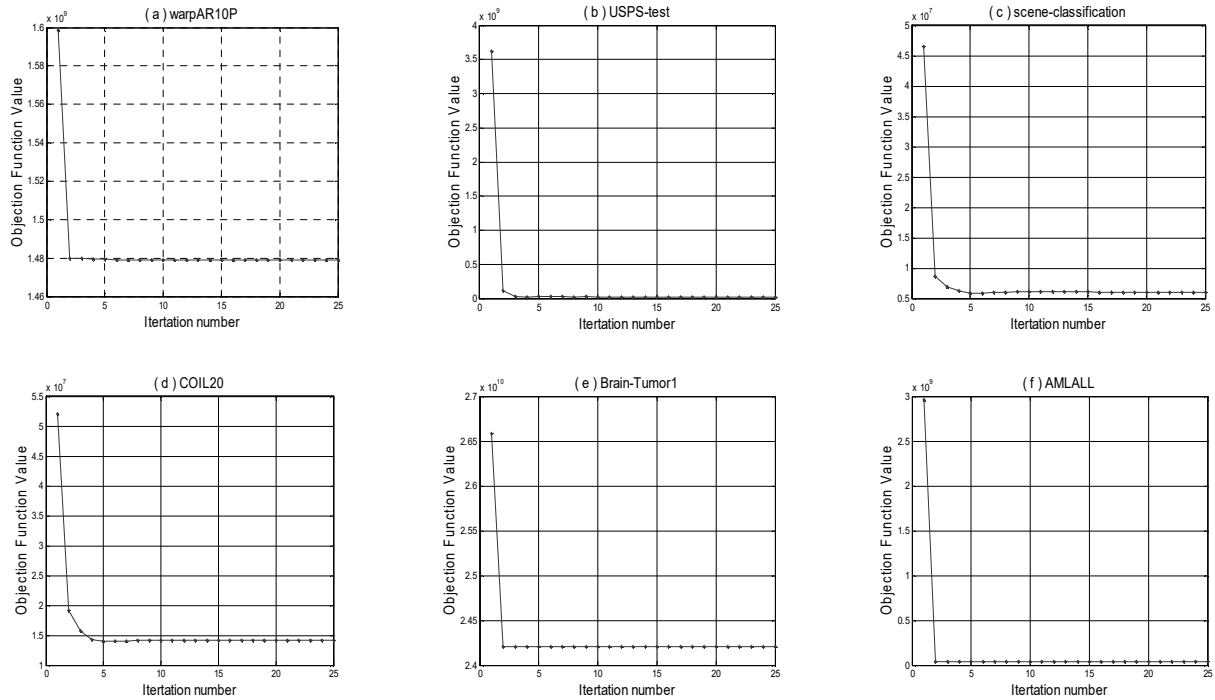 ( a ) warpAR10P
x 10^9
1.6
1.58
1.56
1.54
1.52
1.5
1.48
1.46
0 5 10 15 20 25
Objection Function Value
Itertation number
( b ) USPS-test
x 10^9
4
3.5
3
2.5
2
1.5
1
0.5
0
0 5 10 15 20 25
Objection Function Value
Itertation number
( c ) scene-classification
x 10^7
5
4.5
4
3.5
3
2.5
2
1.5
1
0.5
0 5 10 15 20 25
Objection Function Value
Itertation number
( d ) COIL20
x 10^7
5.5
5
4.5
4
3.5
3
2.5
2
1.5
1
0 5 10 15 20 25
Objection Function Value
Itertation number
( e ) Brain-Tumor1
x 10^10
2.7
2.65
2.6
2.55
2.5
2.45
2.4
0 5 10 15 20 25
Objection Function Value
Itertation number
( f ) AMLALL
x 10^9
3
2.5
2
1.5
1
0.5
0
0 5 10 15 20 25
Objection Function Value
Itertation number